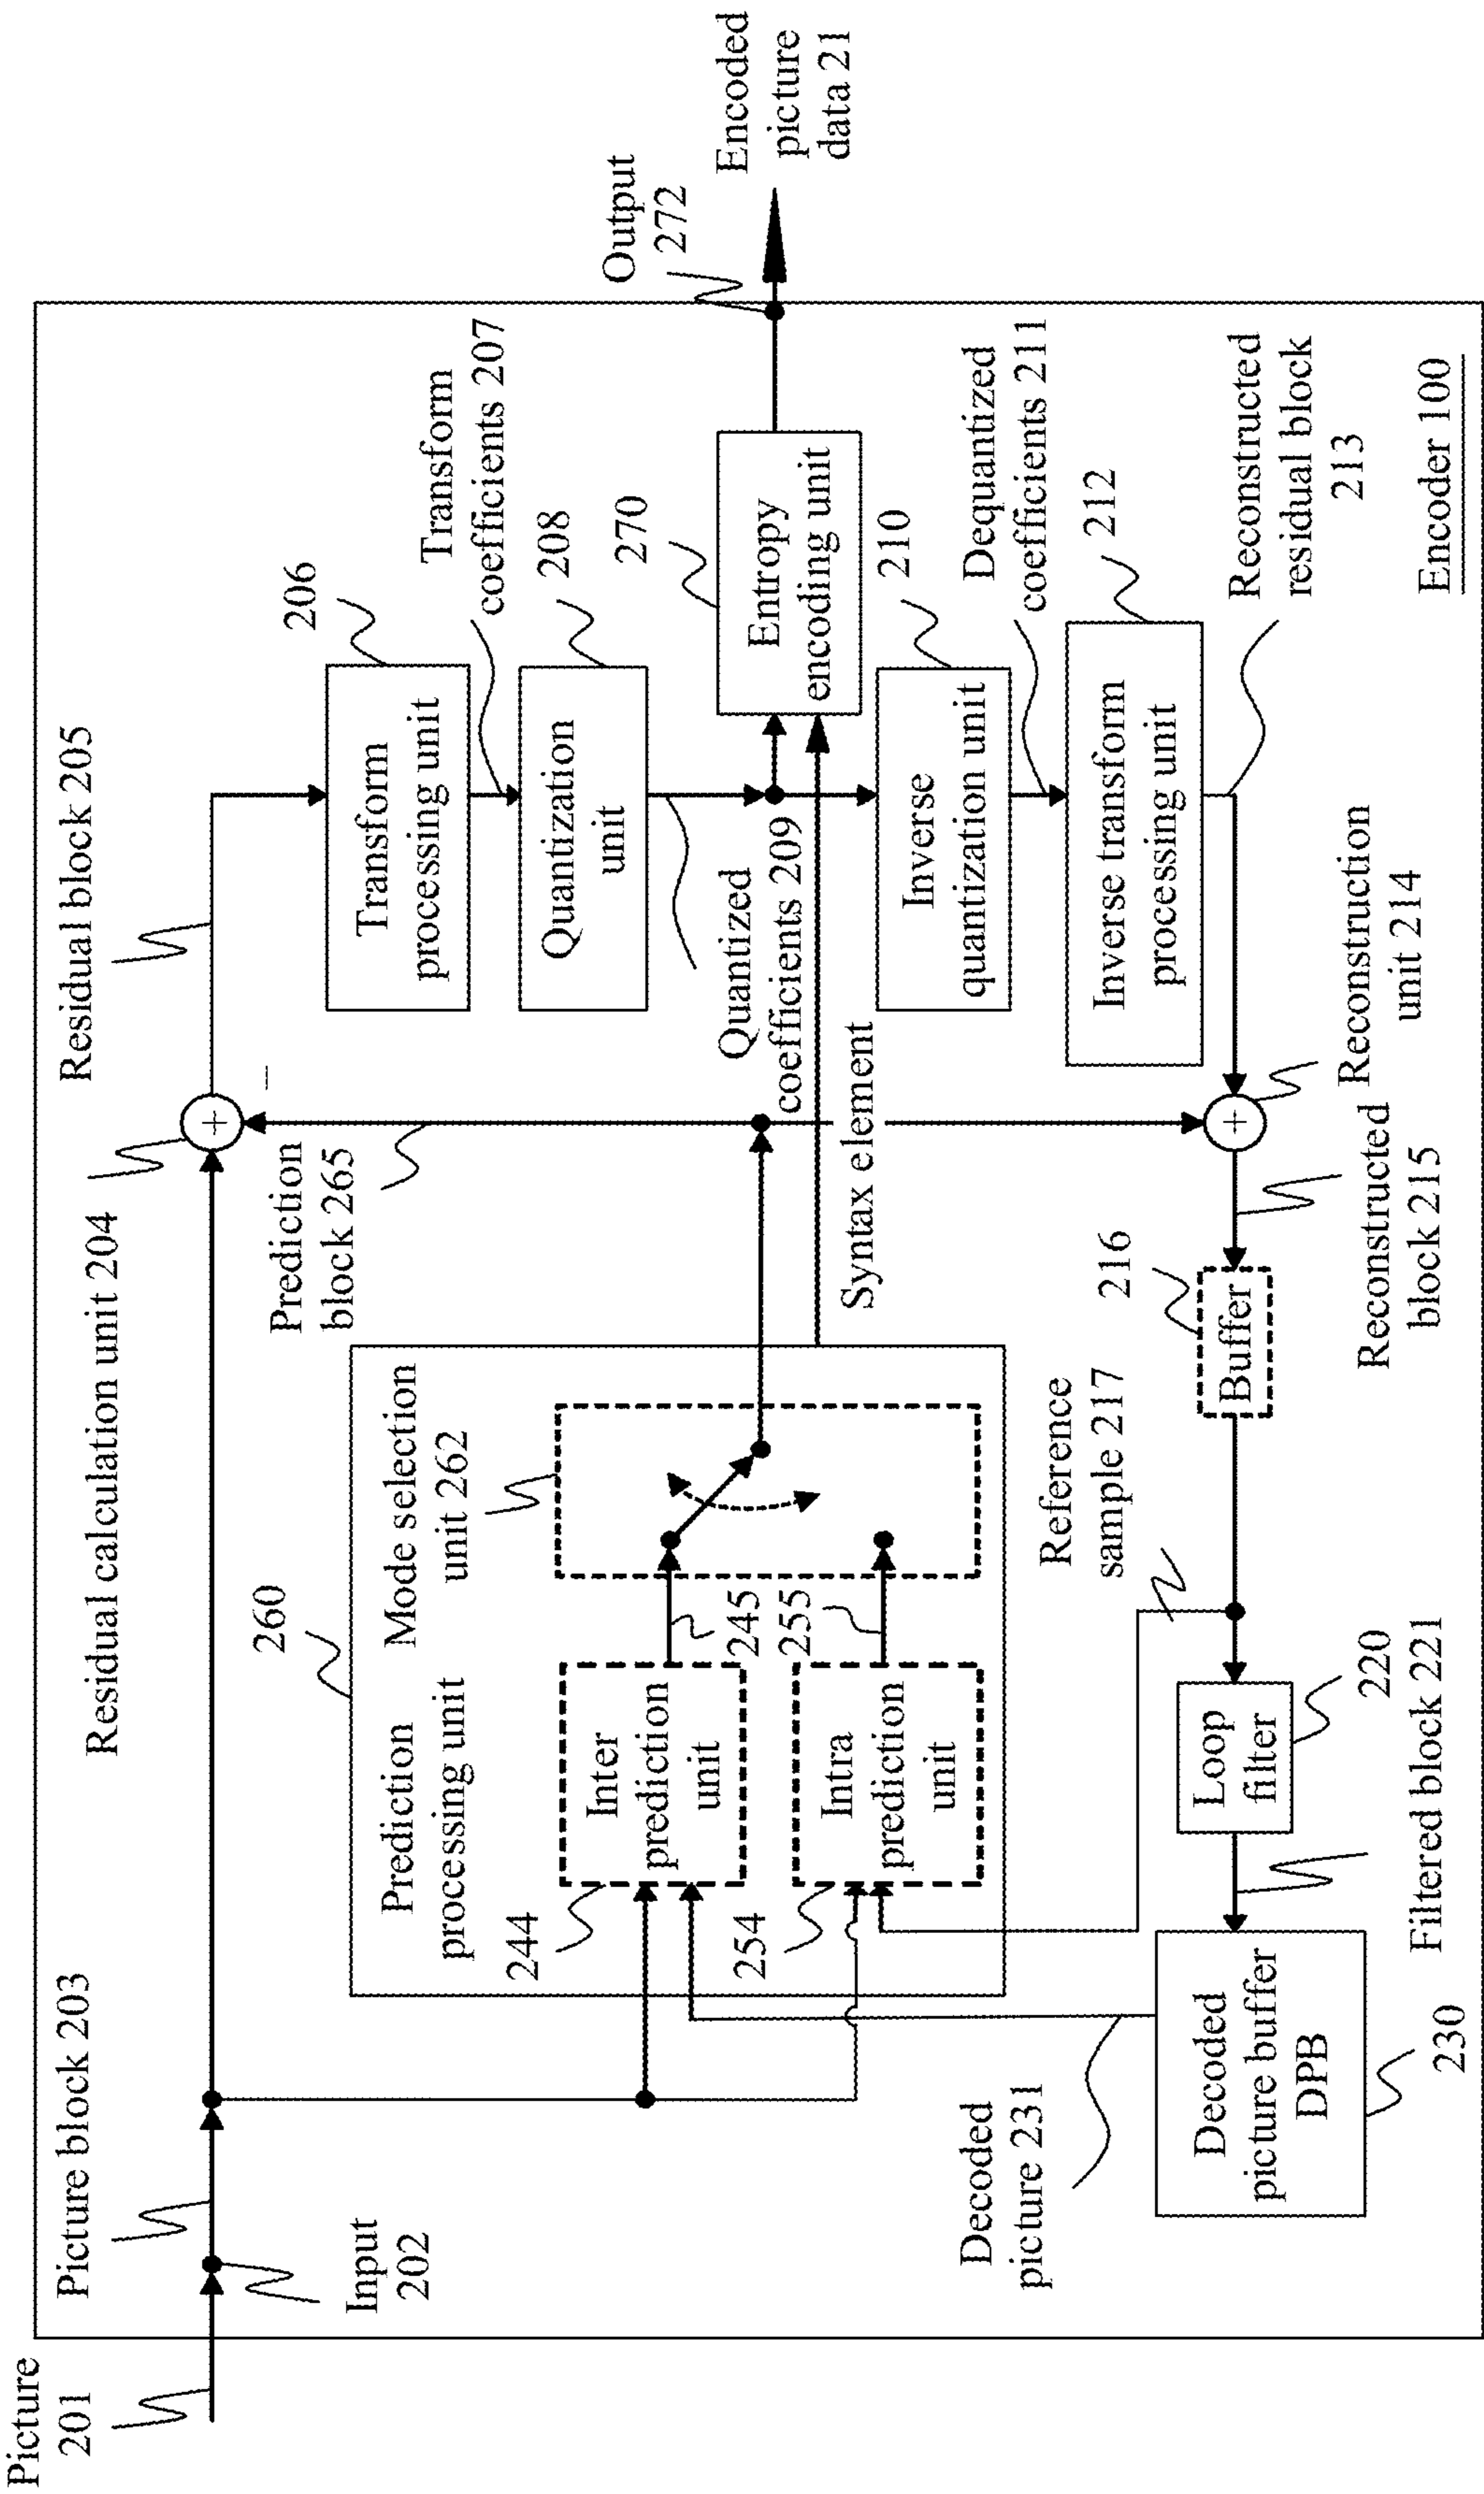 Picture
201
Picture block 203
Input
202
Residual calculation unit 204
+
–
Residual block 205
Prediction
block 265
206
Transform
processing unit
Transform
coefficients 207
208
Quantization
unit
Quantized
coefficients 209
270
Entropy
encoding unit
Output
272
Encoded
picture
data 21
260
Prediction
processing unit
Mode selection
unit 262
244
Inter
prediction
unit
245
254
Intra
prediction
unit
255
Syntax element
210
Inverse
quantization unit
Dequantized
coefficients 211
212
Inverse transform
processing unit
Reconstructed
residual block
213
Reconstruction
unit 214
+
Reconstructed
block 215
216
Buffer
Reference
sample 217
220
Loop
filter
Filtered block 221
Decoded
picture 231
Decoded
picture buffer
DPB
230
Encoder 100